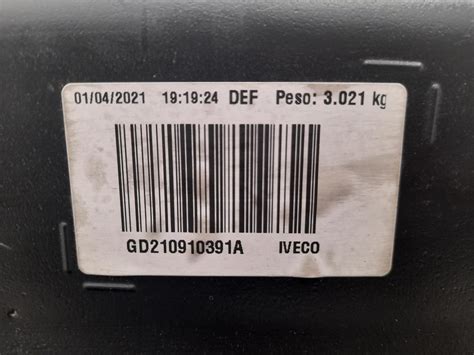 01/04/2021 19:19:24 DEF Peso: 3.021 kg
GD210910391A IVECO